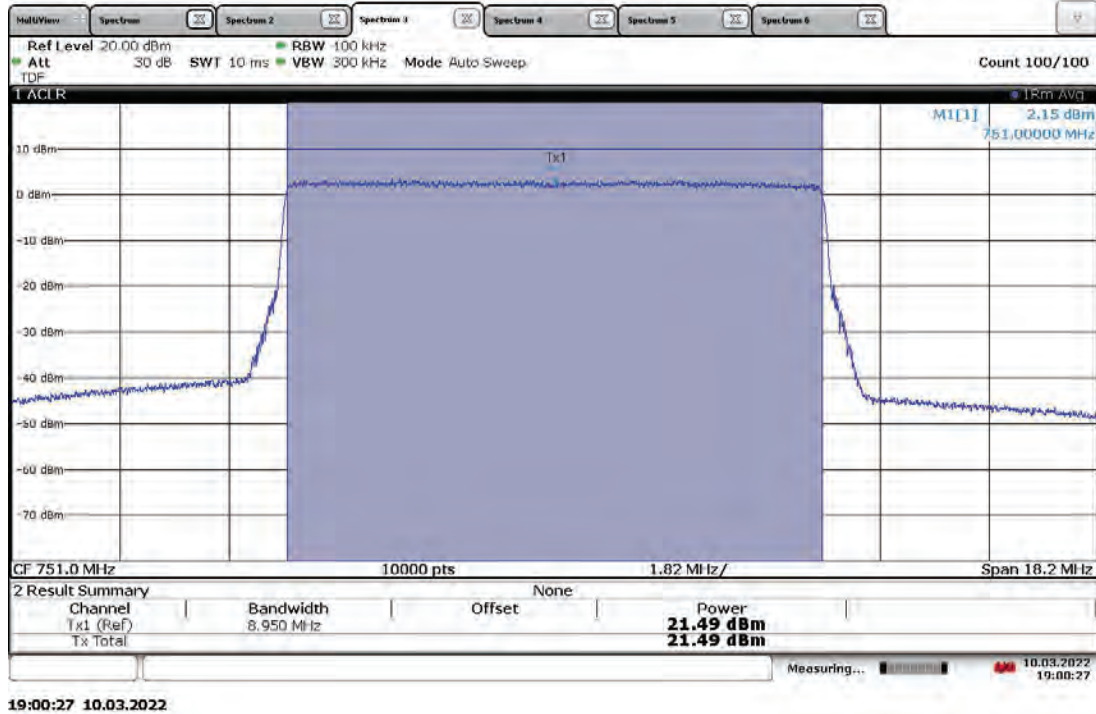 MultiView Spectrum Spectrum 2 Spectrum 3 Spectrum 4 Spectrum 5 Spectrum 6
Ref Level 20.00 dBm RBW 100 kHz
Att 30 dB SWT 10 ms VBW 300 kHz Mode Auto Sweep Count 100/100
TDF
1 ACLR 1Rm Avg
M1[1] 2.15 dBm
751.00000 MHz
10 dBm
Tx1
0 dBm
-10 dBm
-20 dBm
-30 dBm
-40 dBm
-50 dBm
-60 dBm
-70 dBm
CF 751.0 MHz 10000 pts 1.82 MHz/ Span 18.2 MHz
2 Result Summary None
Channel Bandwidth Offset Power
Tx1 (Ref) 8.950 MHz 21.49 dBm
Tx Total 21.49 dBm
Measuring... 10.03.2022
19:00:27
19:00:27 10.03.2022